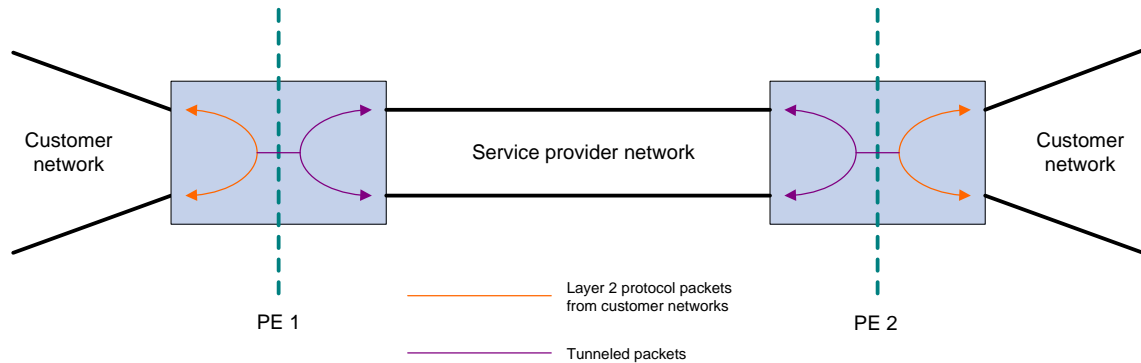 Customer
network
Service provider network
Customer
network
PE 1
Layer 2 protocol packets
from customer networks
PE 2
Tunneled packets